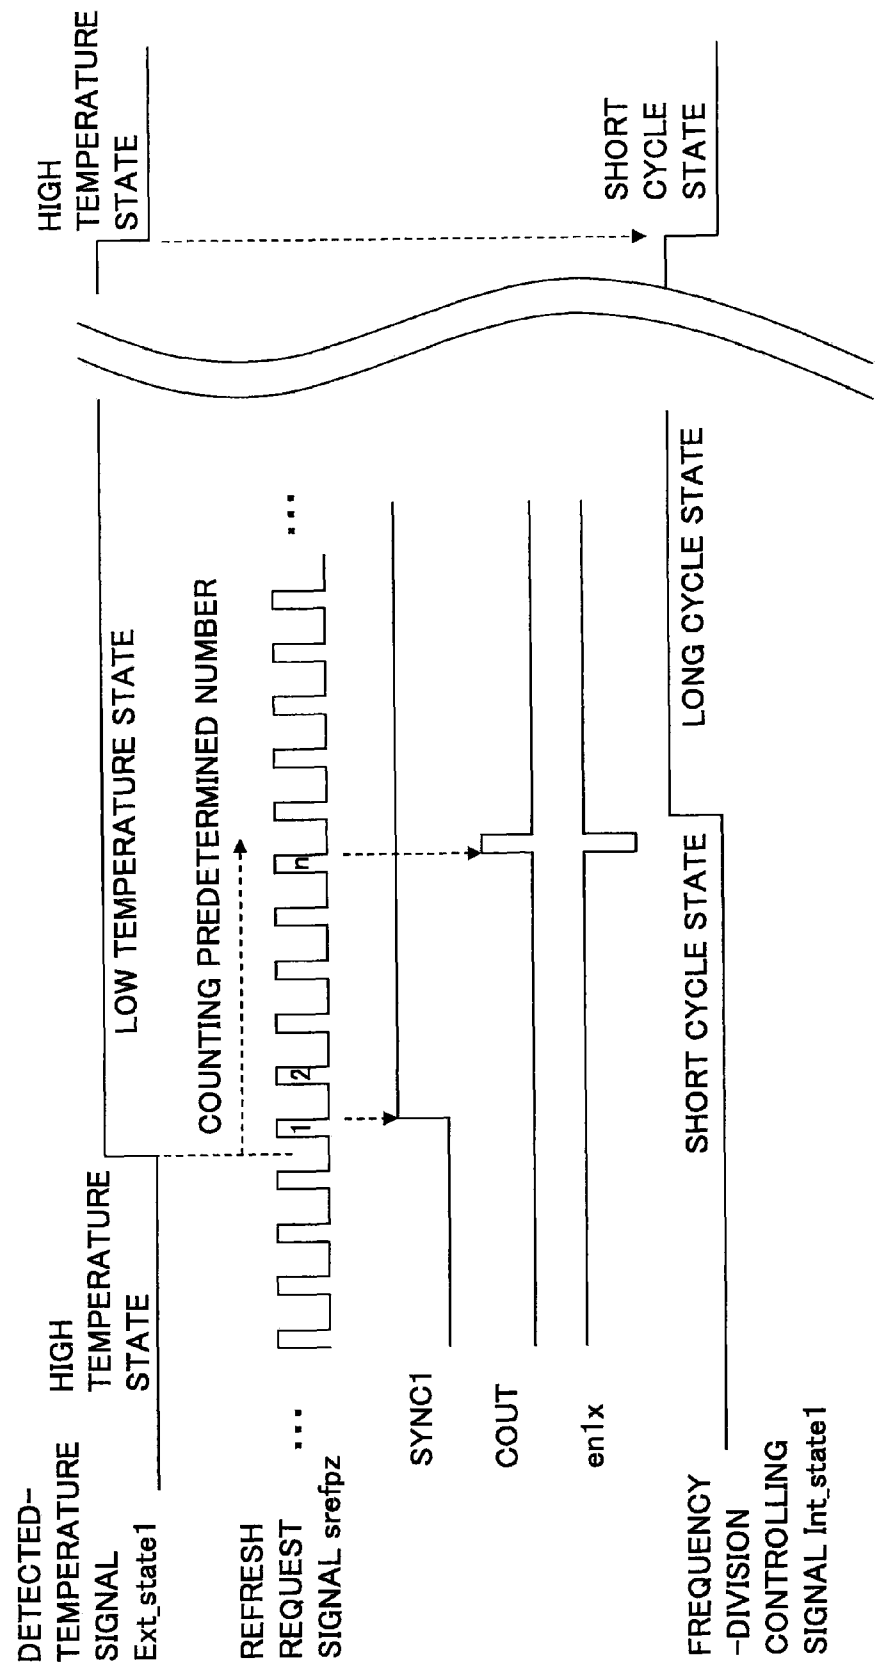 DETECTED-
TEMPERATURE
SIGNAL
Ext_state1
HIGH
TEMPERATURE
STATE
LOW TEMPERATURE STATE
HIGH
TEMPERATURE
STATE
COUNTING PREDETERMINED NUMBER
REFRESH
REQUEST
SIGNAL srefpz
...
1
2
n
...
SYNC1
COUT
en1x
FREQUENCY
-DIVISION
CONTROLLING
SIGNAL Int_state1
SHORT CYCLE STATE
LONG CYCLE STATE
SHORT
CYCLE
STATE